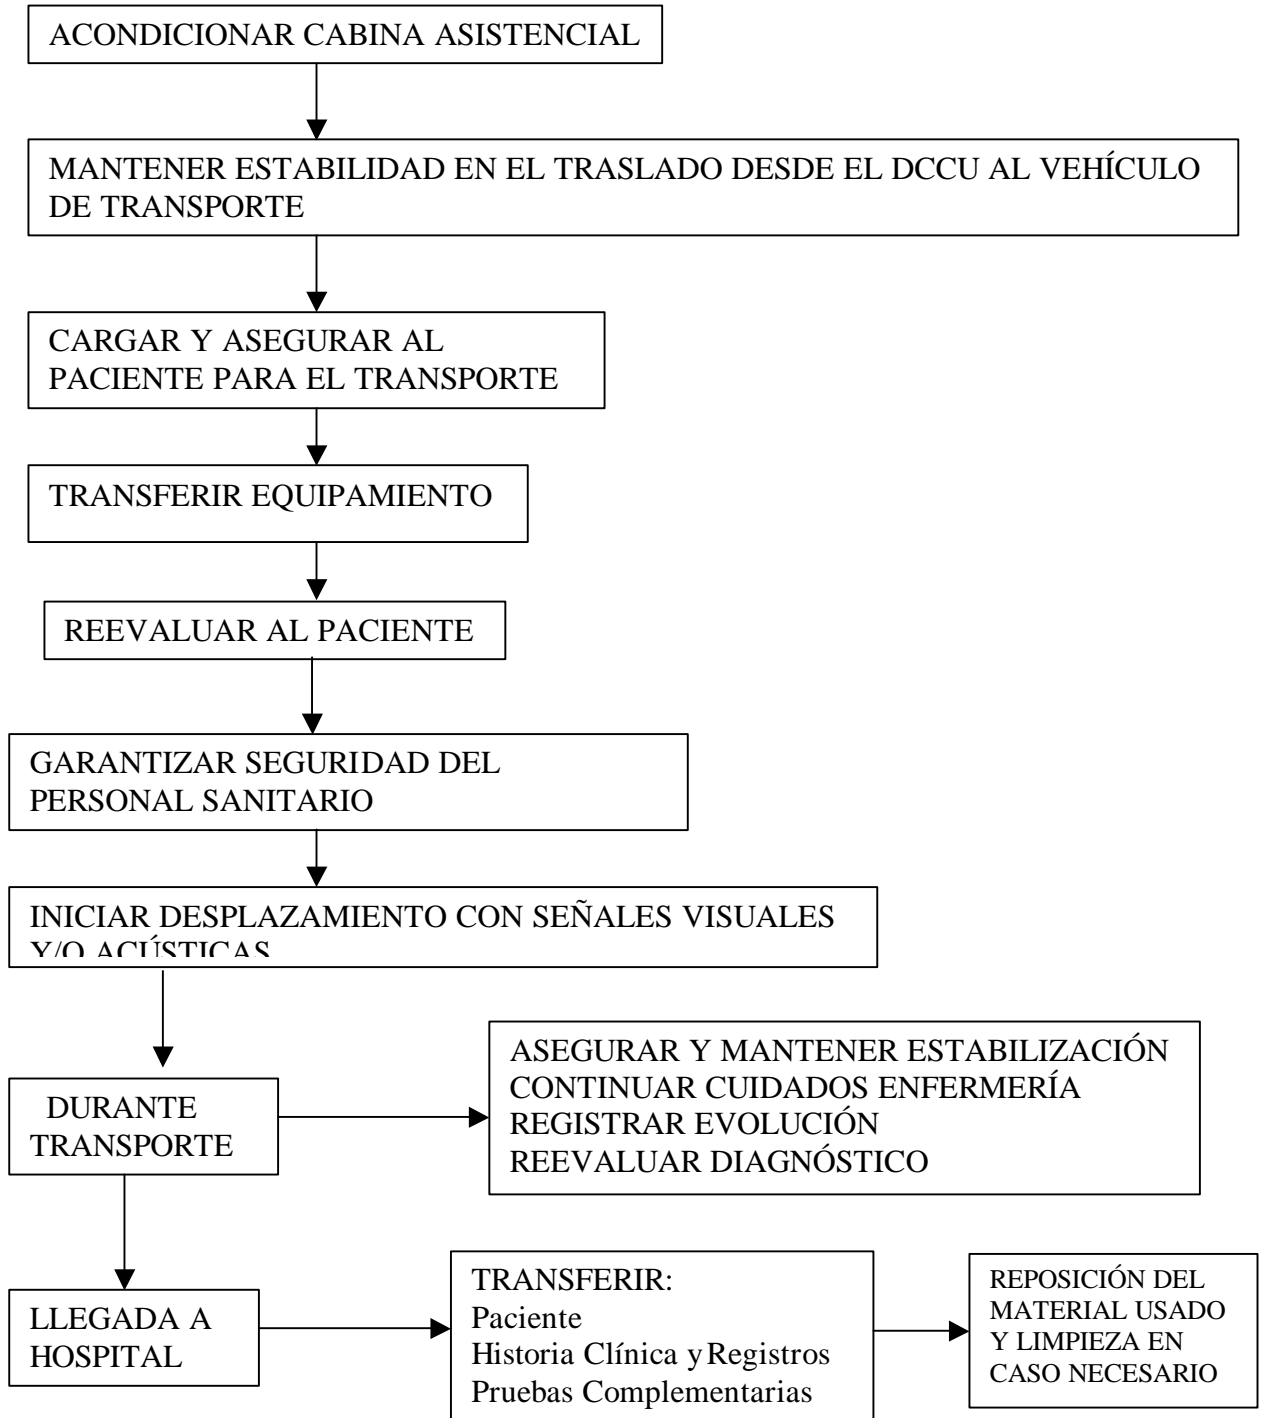 ACONDICIONAR CABINA ASISTENCIAL
MANTENER ESTABILIDAD EN EL TRASLADO DESDE EL DCCU AL VEHÍCULO
DE TRANSPORTE
CARGAR Y ASEGURAR AL
PACIENTE PARA EL TRANSPORTE
TRANSFERIR EQUIPAMIENTO
REEVALUAR AL PACIENTE
GARANTIZAR SEGURIDAD DEL
PERSONAL SANITARIO
INICIAR DESPLAZAMIENTO CON SEÑALES VISUALES
Y/O ACÚSTICAS
DURANTE
TRANSPORTE
ASEGURAR Y MANTENER ESTABILIZACIÓN
CONTINUAR CUIDADOS ENFERMERÍA
REGISTRAR EVOLUCIÓN
REEVALUAR DIAGNÓSTICO
LLEGADA A
HOSPITAL
TRANSFERIR:
Paciente
Historia Clínica y Registros
Pruebas Complementarias
REPOSICIÓN DEL
MATERIAL USADO
Y LIMPIEZA EN
CASO NECESARIO